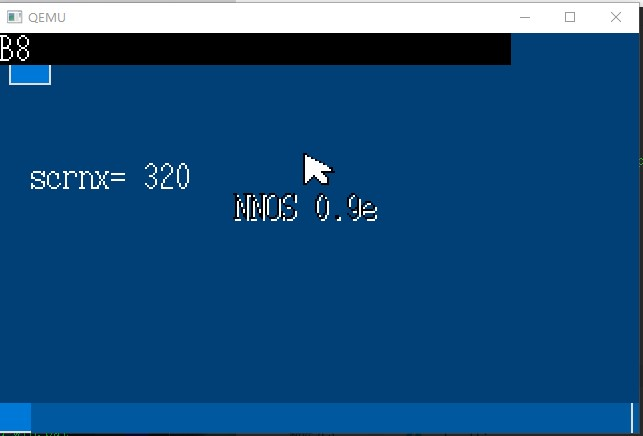 QEMU
B8
scrnx= 320
NNOS 0.9e